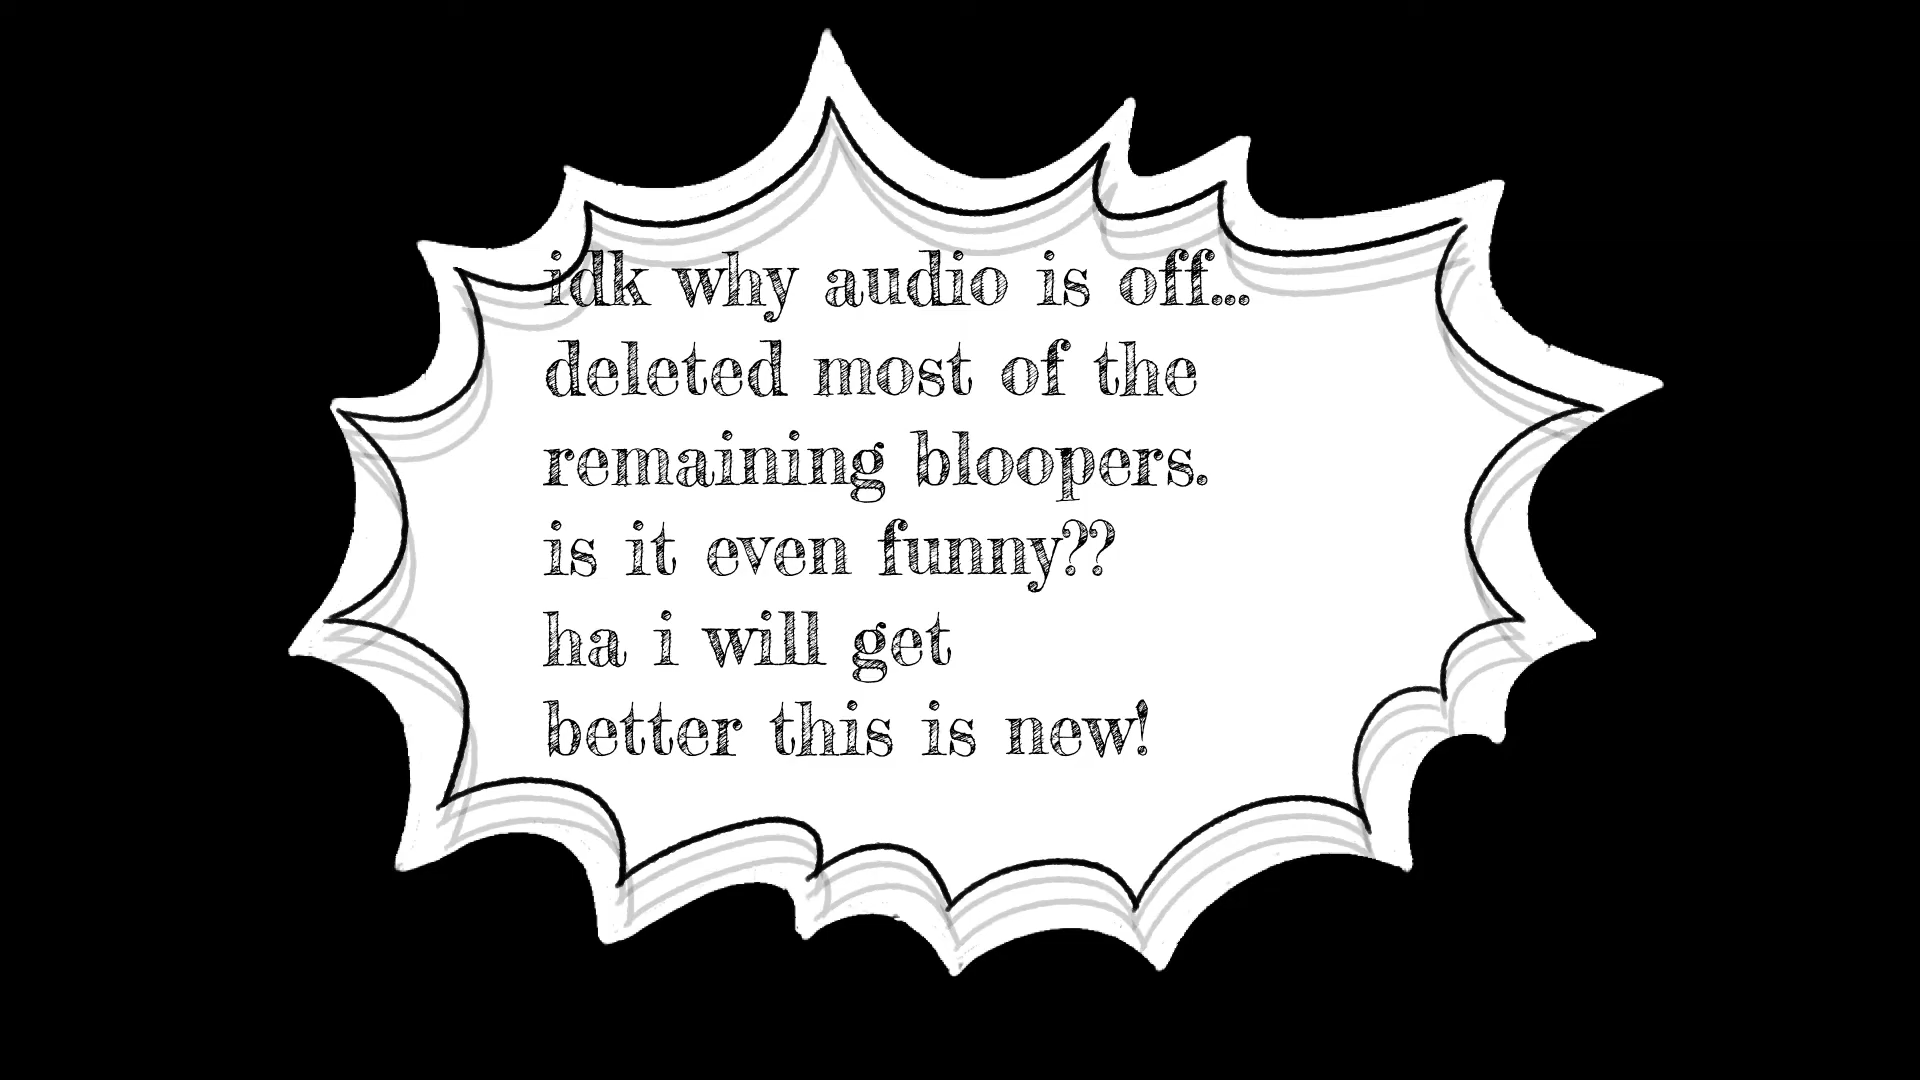 idk why audio is off...
deleted most of the
remaining bloopers.
is it even funny??
ha i will get
better this is new!